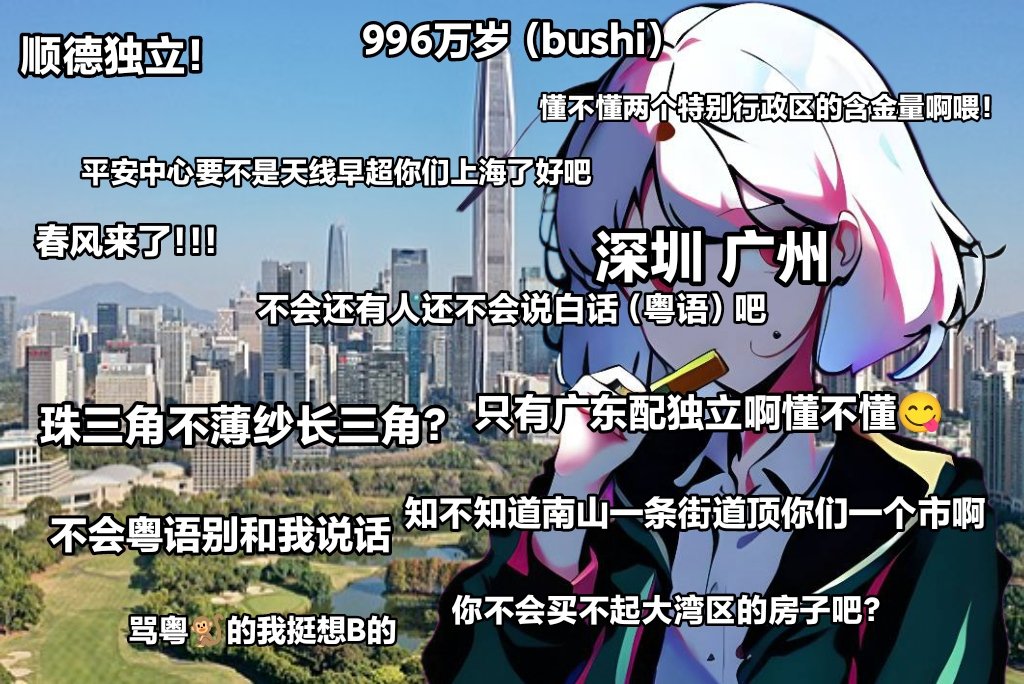 顺德独立！
996万岁（bushi）
懂不懂两个特别行政区的含金量啊喂！
平安中心要不是天线早超你们上海了好吧
春风来了！！！
深圳 广州
不会还有人还不会说白话（粤语）吧
珠三角不薄纱长三角？
只有广东配独立啊懂不懂😋
知不知道南山一条街道顶你们一个市啊
不会粤语别和我说话
你不会买不起大湾区的房子吧？
骂粤🐒的我挺想B的